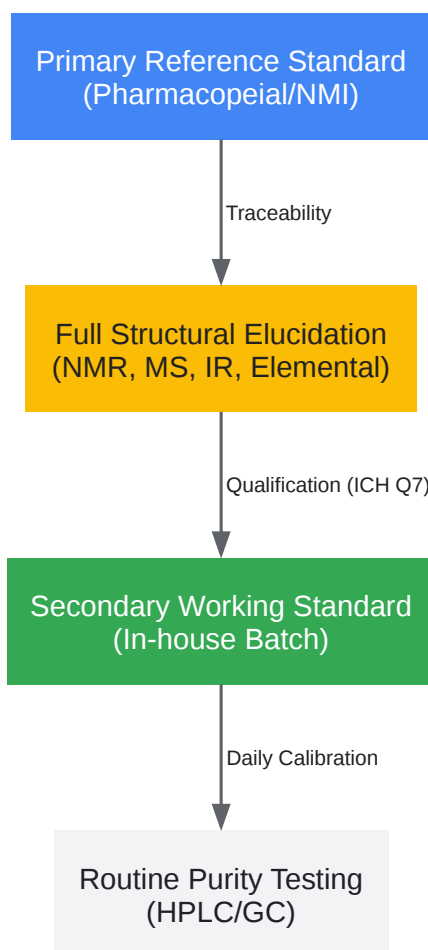 Primary Reference Standard
(Pharmacopeial/NMI)
Traceability
Full Structural Elucidation
(NMR, MS, IR, Elemental)
Qualification (ICH Q7)
Secondary Working Standard
(In-house Batch)
Daily Calibration
Routine Purity Testing
(HPLC/GC)